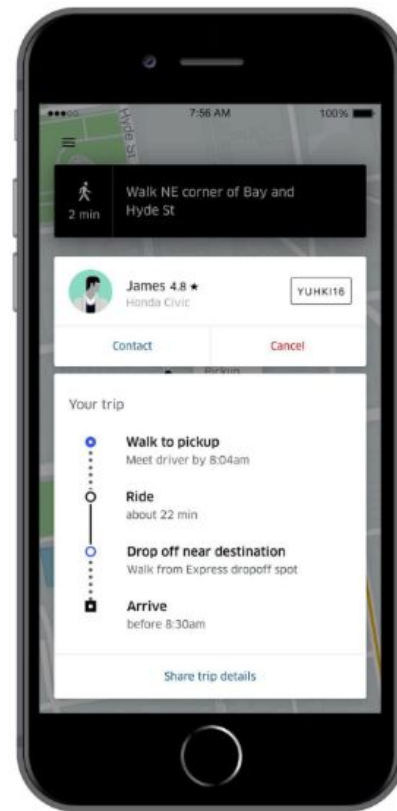 7:56 AM
100%
Hyde St
2 min
Walk NE corner of Bay and
Hyde St
James 4.8 ★
Honda Civic
YUHKI16
Contact
Cancel
Pickup
Your trip
Walk to pickup
Meet driver by 8:04am
Ride
about 22 min
Drop off near destination
Walk from Express dropoff spot
Arrive
before 8:30am
Share trip details